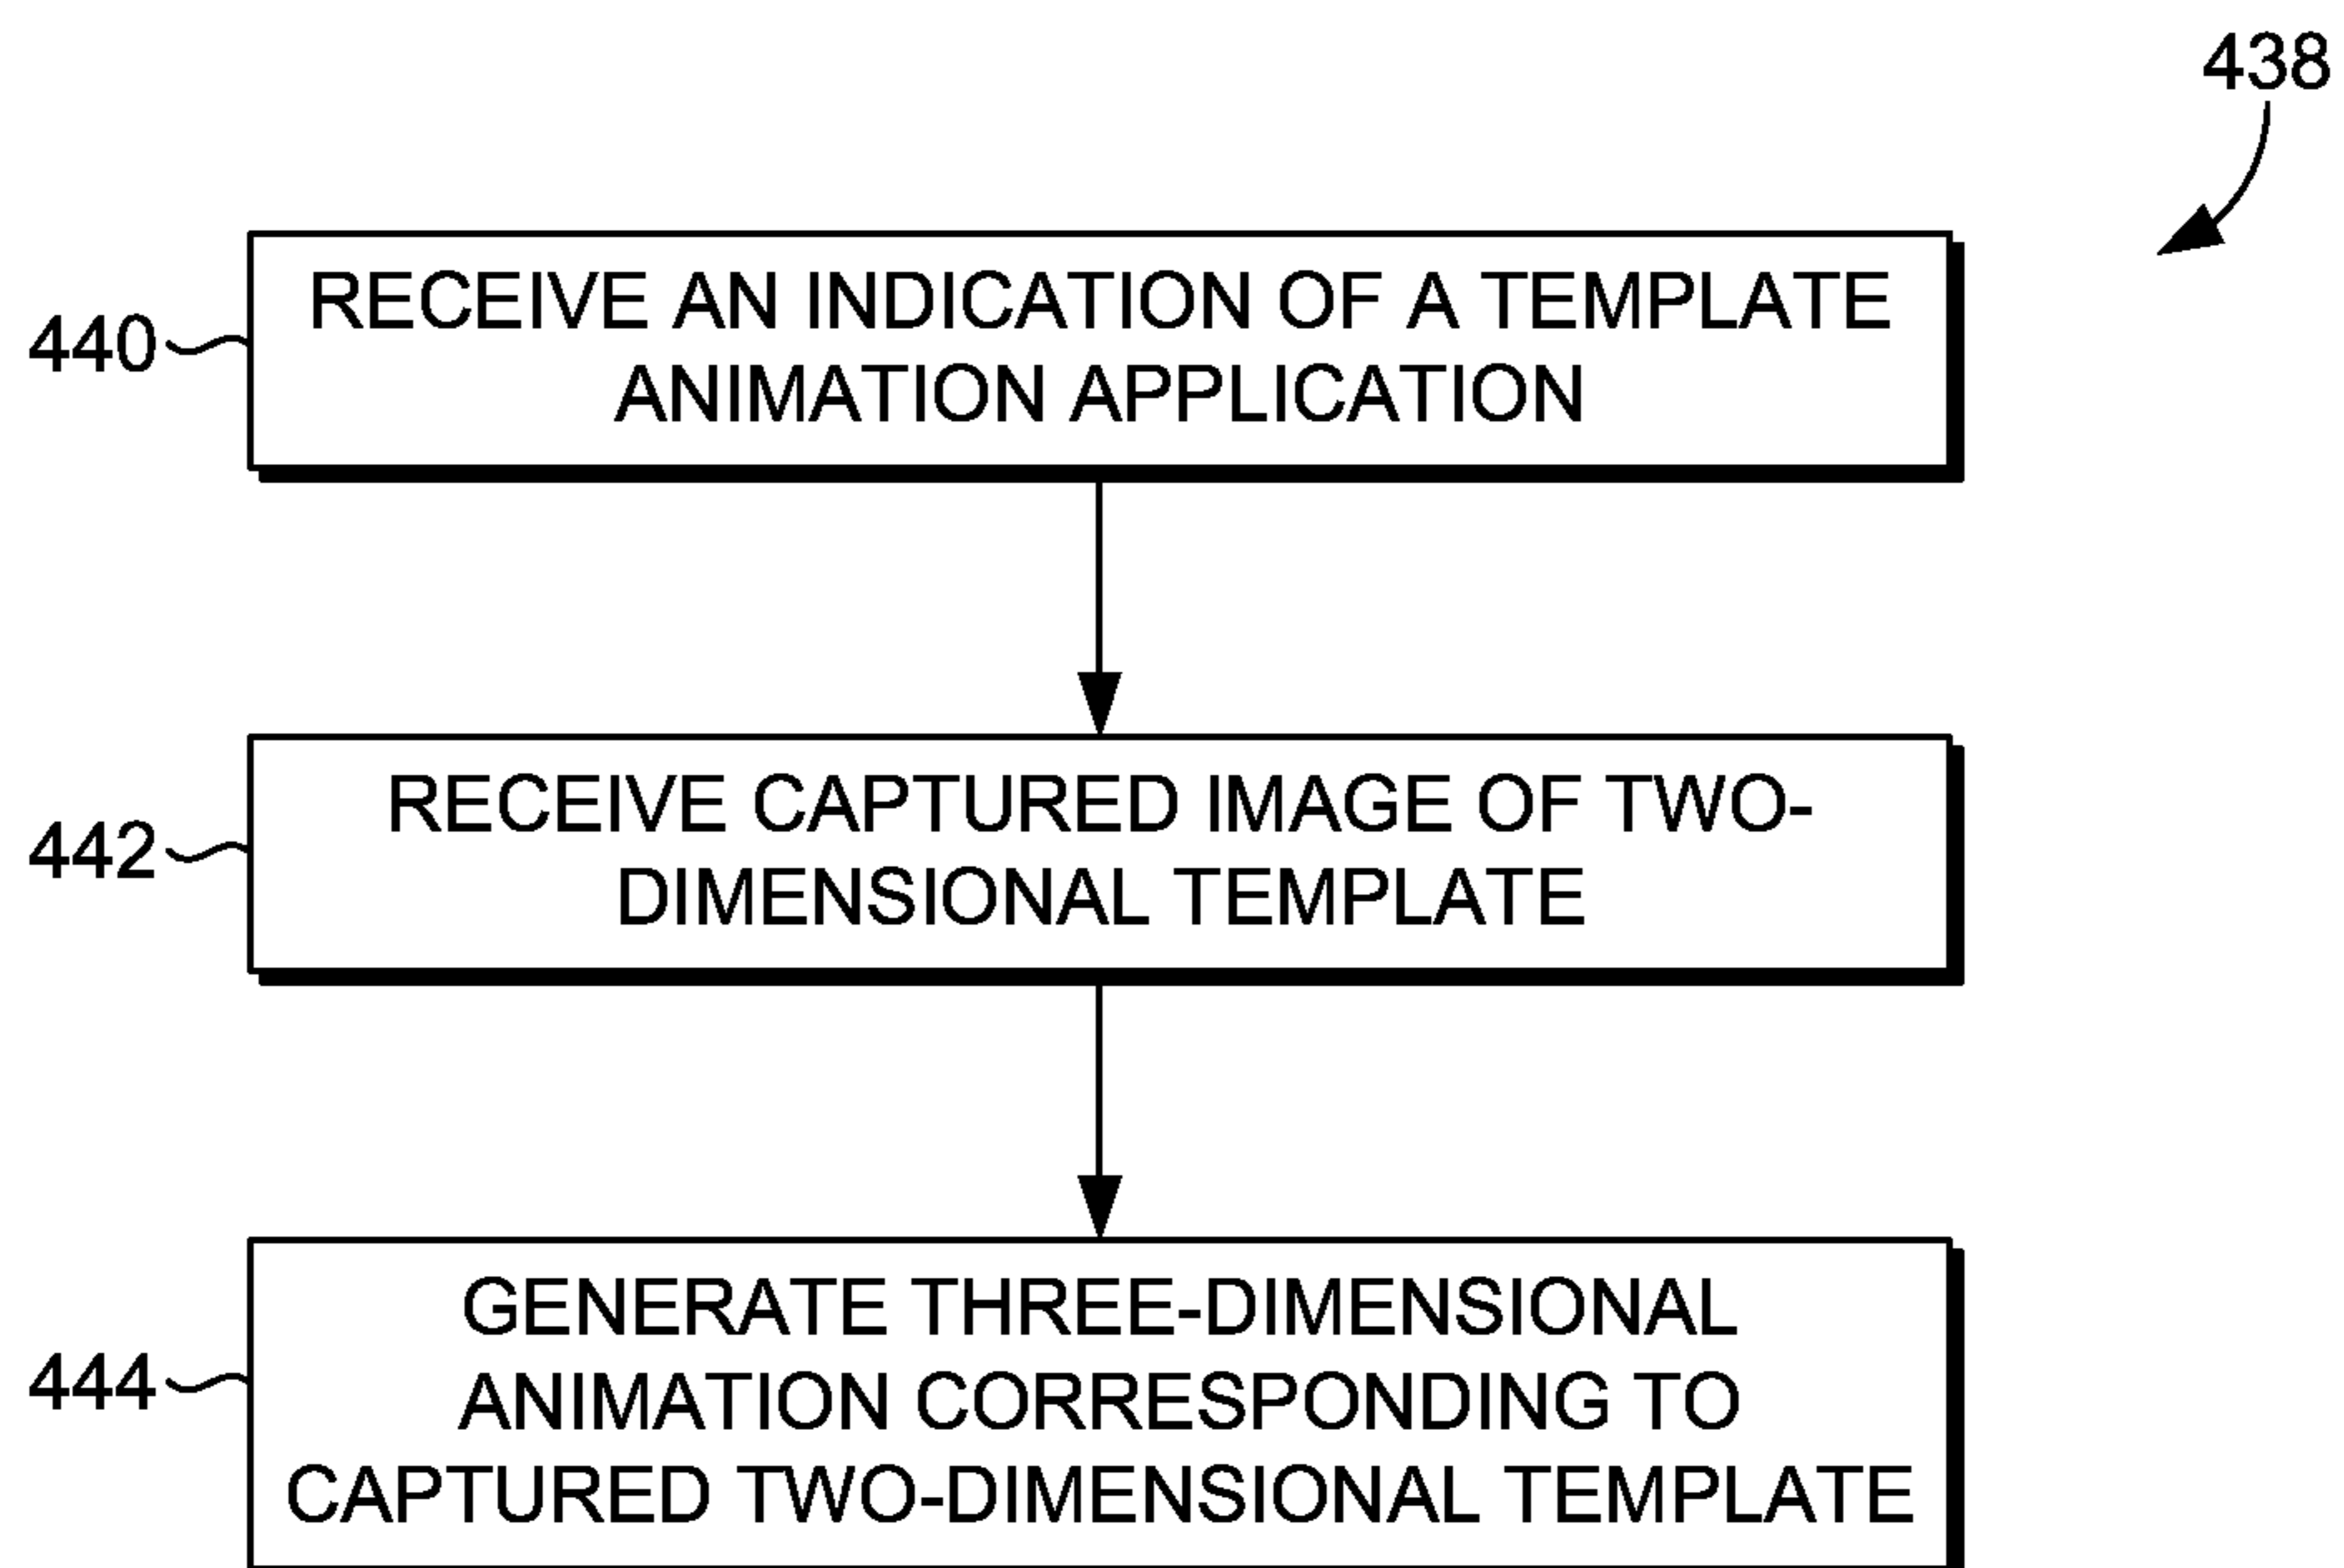 438
440
RECEIVE AN INDICATION OF A TEMPLATE
ANIMATION APPLICATION
442
RECEIVE CAPTURED IMAGE OF TWO-
DIMENSIONAL TEMPLATE
444
GENERATE THREE-DIMENSIONAL
ANIMATION CORRESPONDING TO
CAPTURED TWO-DIMENSIONAL TEMPLATE